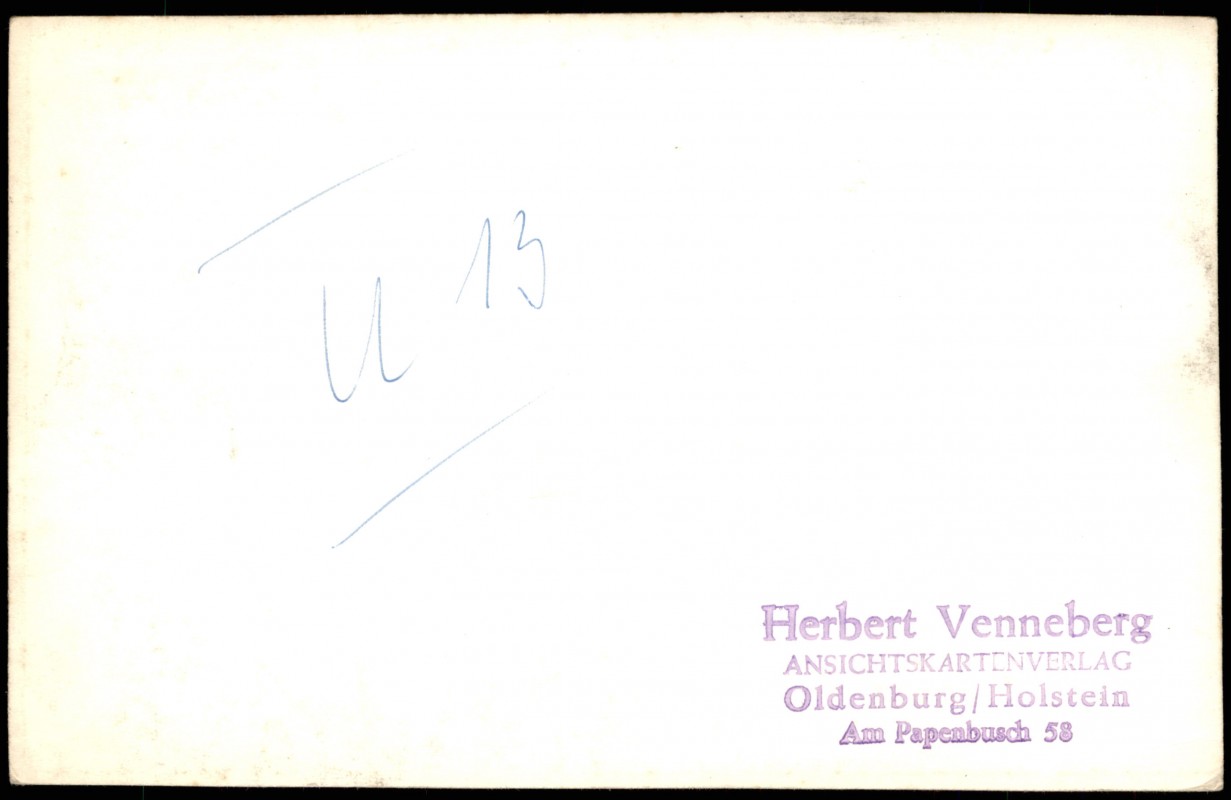 U 13
Herbert Venneberg
ANSICHTSKARTENVERLAG
Oldenburg/Holstein
Am Papenbusch 58